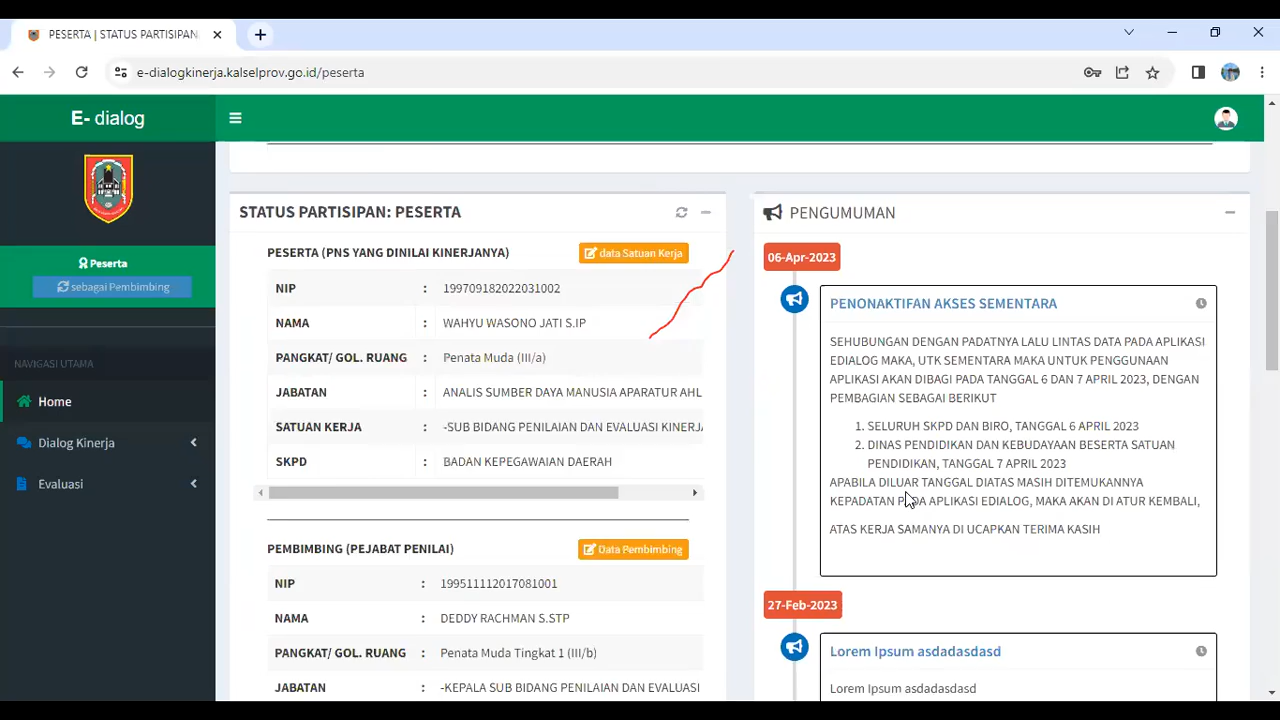 PESERTA | STATUS PARTISIPAN
e-dialogkinerja.kalselprov.go.id/peserta
E- dialog
Peserta
sebagai Pembimbing
NAVIGASI UTAMA
Home
Dialog Kinerja
Evaluasi
STATUS PARTISIPAN: PESERTA
PESERTA (PNS YANG DINILAI KINERJANYA)
data Satuan Kerja
NIP : 199709182022031002
NAMA : WAHYU WASONO JATI S.IP
PANGKAT/ GOL. RUANG : Penata Muda (III/a)
JABATAN : ANALIS SUMBER DAYA MANUSIA APARATUR AHL
SATUAN KERJA : -SUB BIDANG PENILAIAN DAN EVALUASI KINERJA
SKPD : BADAN KEPEGAWAIAN DAERAH
PEMBIMBING (PEJABAT PENILAI)
Data Pembimbing
NIP : 199511112017081001
NAMA : DEDDY RACHMAN S.STP
PANGKAT/ GOL. RUANG : Penata Muda Tingkat 1 (III/b)
JABATAN : -KEPALA SUB BIDANG PENILAIAN DAN EVALUASI
PENGUMUMAN
06-Apr-2023
PENONAKTIFAN AKSES SEMENTARA
SEHUBUNGAN DENGAN PADATNYA LALU LINTAS DATA PADA APLIKASI
EDIALOG MAKA, UTK SEMENTARA MAKA UNTUK PENGGUNAAN
APLIKASI AKAN DIBAGI PADA TANGGAL 6 DAN 7 APRIL 2023, DENGAN
PEMBAGIAN SEBAGAI BERIKUT
1. SELURUH SKPD DAN BIRO, TANGGAL 6 APRIL 2023
2. DINAS PENDIDIKAN DAN KEBUDAYAAN BESERTA SATUAN
PENDIDIKAN, TANGGAL 7 APRIL 2023
APABILA DILUAR TANGGAL DIATAS MASIH DITEMUKANNYA
KEPADATAN PADA APLIKASI EDIALOG, MAKA AKAN DI ATUR KEMBALI,
ATAS KERJA SAMANYA DI UCAPKAN TERIMA KASIH
27-Feb-2023
Lorem Ipsum asdadasdasd
Lorem Ipsum asdadasdasd